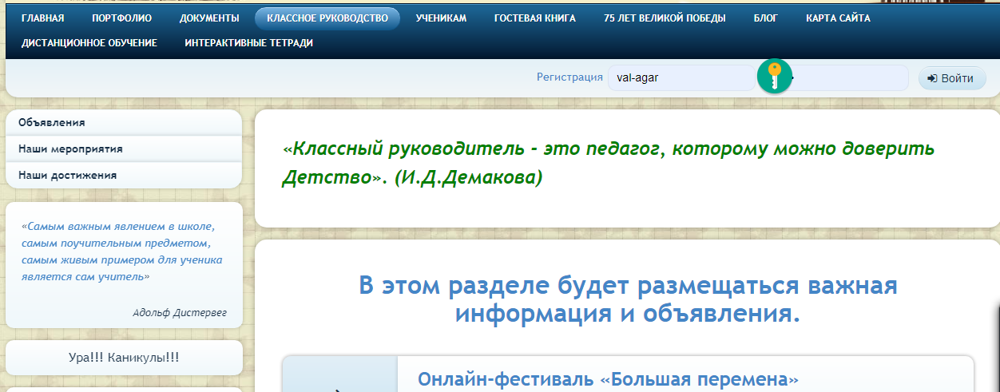 ГЛАВНАЯ ПОРТФОЛИО ДОКУМЕНТЫ КЛАССНОЕ РУКОВОДСТВО УЧЕНИКАМ ГОСТЕВАЯ КНИГА 75 ЛЕТ ВЕЛИКОЙ ПОБЕДЫ БЛОГ КАРТА САЙТА
ДИСТАНЦИОННОЕ ОБУЧЕНИЕ ИНТЕРАКТИВНЫЕ ТЕТРАДИ
Регистрация val-agar Войти
Объявления
Наши мероприятия
Наши достижения
«Самым важным явлением в школе,
самым поучительным предметом,
самым живым примером для ученика
является сам учитель»
Адольф Дистервег
Ура!!! Каникулы!!!
«Классный руководитель - это педагог, которому можно доверить
Детство». (И.Д.Демакова)
В этом разделе будет размещаться важная
информация и объявления.
Онлайн-фестиваль «Большая перемена»